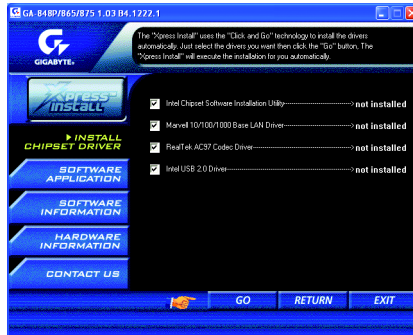 GA-848P/865/875 1.03 B4.1222.1
GIGABYTE™
The "Xpress Install" uses the "Click and Go" technology to install the drivers
automatically. Just select the drivers you want then click the "Go" button, The
"Xpress Install" will execute the installation for you automatically.
Xpress-
Install
INSTALL
CHIPSET DRIVER
SOFTWARE
APPLICATION
SOFTWARE
INFORMATION
HARDWARE
INFORMATION
CONTACT US
Intel Chipset Software Installation Utility not installed
Marvell 10/100/1000 Base LAN Driver not installed
RealTek AC97 Codec Driver not installed
Intel USB 2.0 Driver not installed
GO RETURN EXIT